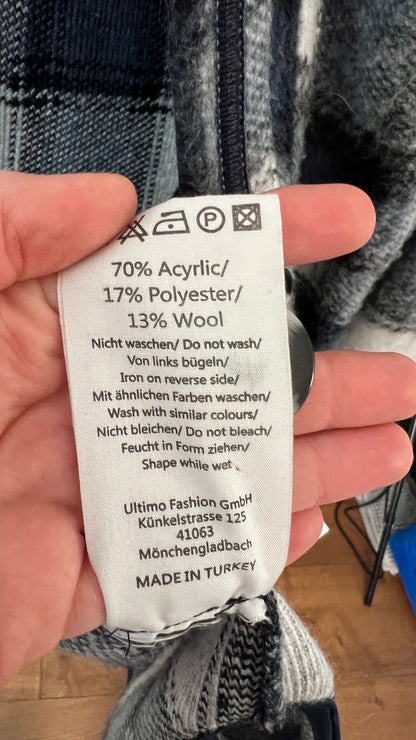 P
70% Acyrlic/
17% Polyester/
13% Wool
Nicht waschen/ Do not wash/
Von links bügeln/
Iron on reverse side/
Mit ähnlichen Farben waschen/
Wash with similar colours/
Nicht bleichen/ Do not bleach/
Feucht in Form ziehen/
Shape while wet
Ultimo Fashion GmbH
Künkelstrasse 125
41063
Mönchengladbach
MADE IN TURKEY